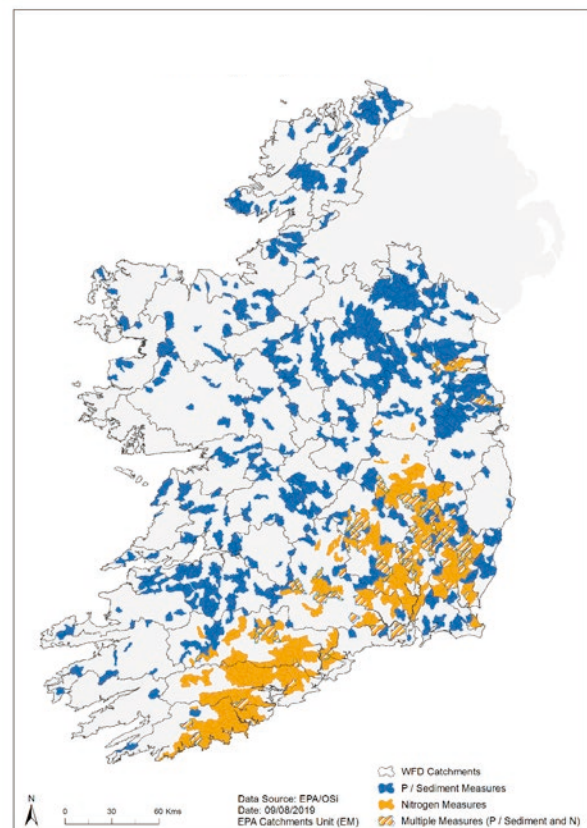 WFD Catchments
P / Sediment Measures
Nitrogen Measures
Multiple Measures (P / Sediment and N)
N
0 30 60 Kms
Data Source: EPA/OSi
Date: 09/08/2019
EPA Catchments Unit (EM)